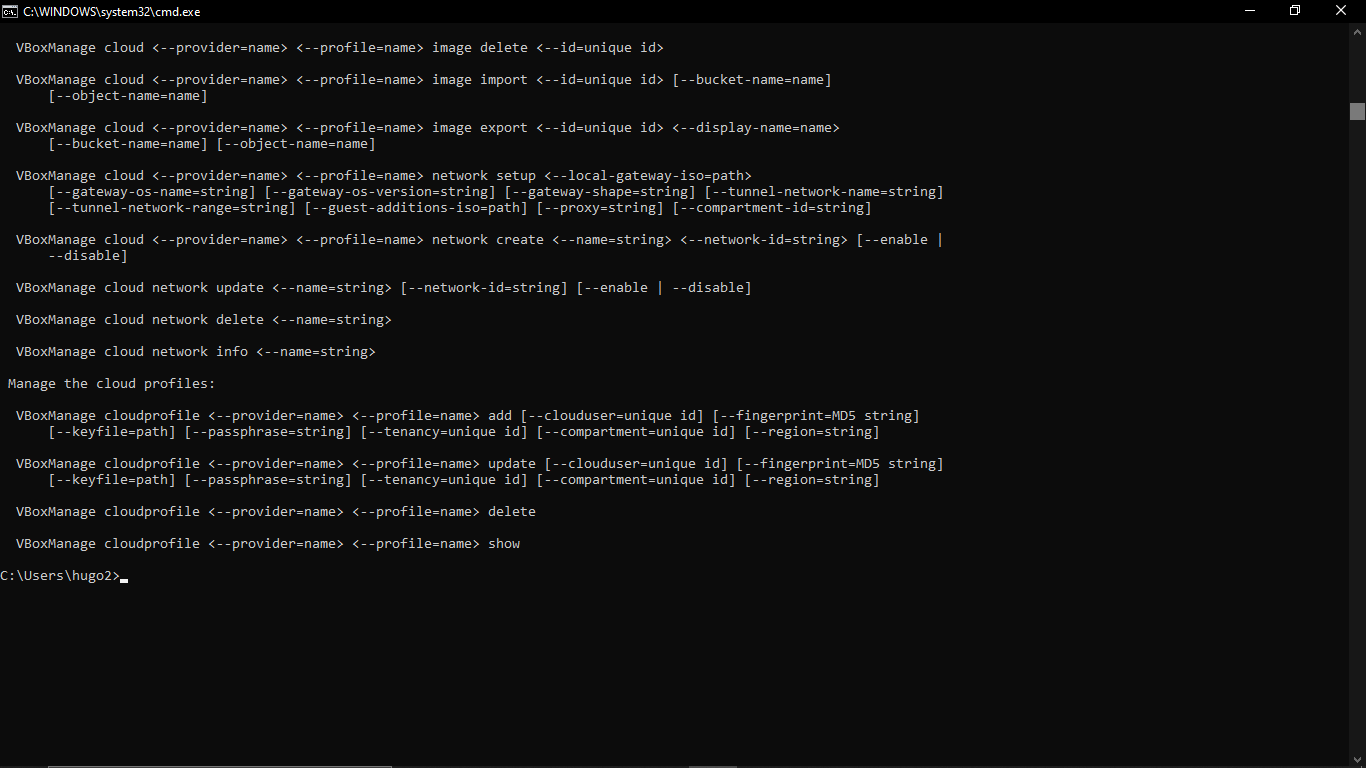 C:\WINDOWS\system32\cmd.exe
VBoxManage cloud <--provider=name> <--profile=name> image delete <--id=unique id>
VBoxManage cloud <--provider=name> <--profile=name> image import <--id=unique id> [--bucket-name=name]
[--object-name=name]
VBoxManage cloud <--provider=name> <--profile=name> image export <--id=unique id> <--display-name=name>
[--bucket-name=name] [--object-name=name]
VBoxManage cloud <--provider=name> <--profile=name> network setup <--local-gateway-iso=path>
[--gateway-os-name=string] [--gateway-os-version=string] [--gateway-shape=string] [--tunnel-network-name=string]
[--tunnel-network-range=string] [--guest-additions-iso=path] [--proxy=string] [--compartment-id=string]
VBoxManage cloud <--provider=name> <--profile=name> network create <--name=string> <--network-id=string> [--enable |
--disable]
VBoxManage cloud network update <--name=string> [--network-id=string] [--enable | --disable]
VBoxManage cloud network delete <--name=string>
VBoxManage cloud network info <--name=string>
Manage the cloud profiles:
VBoxManage cloudprofile <--provider=name> <--profile=name> add [--clouduser=unique id] [--fingerprint=MD5 string]
[--keyfile=path] [--passphrase=string] [--tenancy=unique id] [--compartment=unique id] [--region=string]
VBoxManage cloudprofile <--provider=name> <--profile=name> update [--clouduser=unique id] [--fingerprint=MD5 string]
[--keyfile=path] [--passphrase=string] [--tenancy=unique id] [--compartment=unique id] [--region=string]
VBoxManage cloudprofile <--provider=name> <--profile=name> delete
VBoxManage cloudprofile <--provider=name> <--profile=name> show
C:\Users\hugo2>